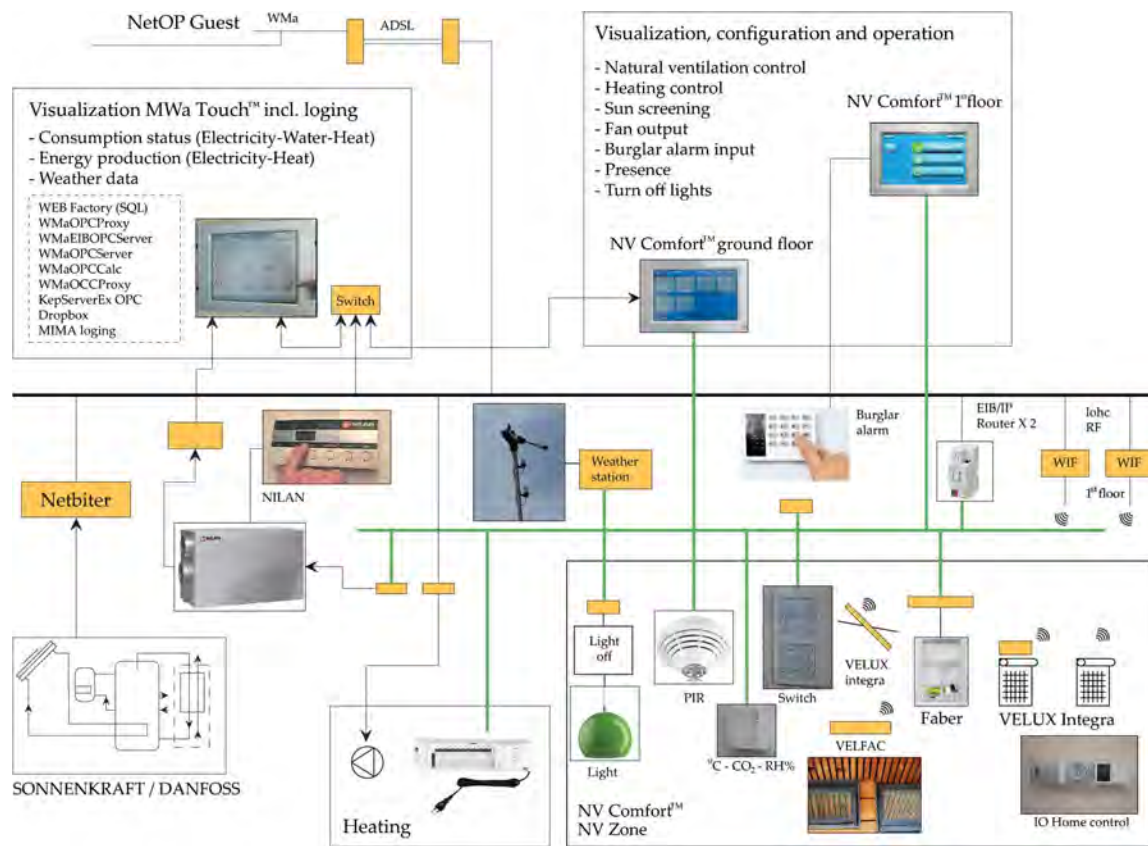 NetOP Guest
WMa
ADSL
Visualization MWa Touch™ incl. loging
- Consumption status (Electricity-Water-Heat)
- Energy production (Electricity-Heat)
- Weather data
WEB Factory (SQL)
WMaOPCProxy
WMaEIBOPCServer
WMaOPCServer
WMaOPCCalc
WMaOCCProxy
KepServerEx OPC
Dropbox
MIMA loging
Switch
Visualization, configuration and operation
- Natural ventilation control
- Heating control
- Sun screening
- Fan output
- Burglar alarm input
- Presence
- Turn off lights
NV Comfort™ 1st floor
NV Comfort™ ground floor
Netbiter
NILAN
Weather
station
Burglar
alarm
EIB/IP
Router X 2
Iohc
RF
WIF
WIF
1st floor
SONNENKRAFT / DANFOSS
Heating
Light
off
Light
PIR
°C - CO₂ - RH%
Switch
VELUX
integra
VELFAC
Faber
VELUX Integra
IO Home control
NV Comfort™
NV Zone